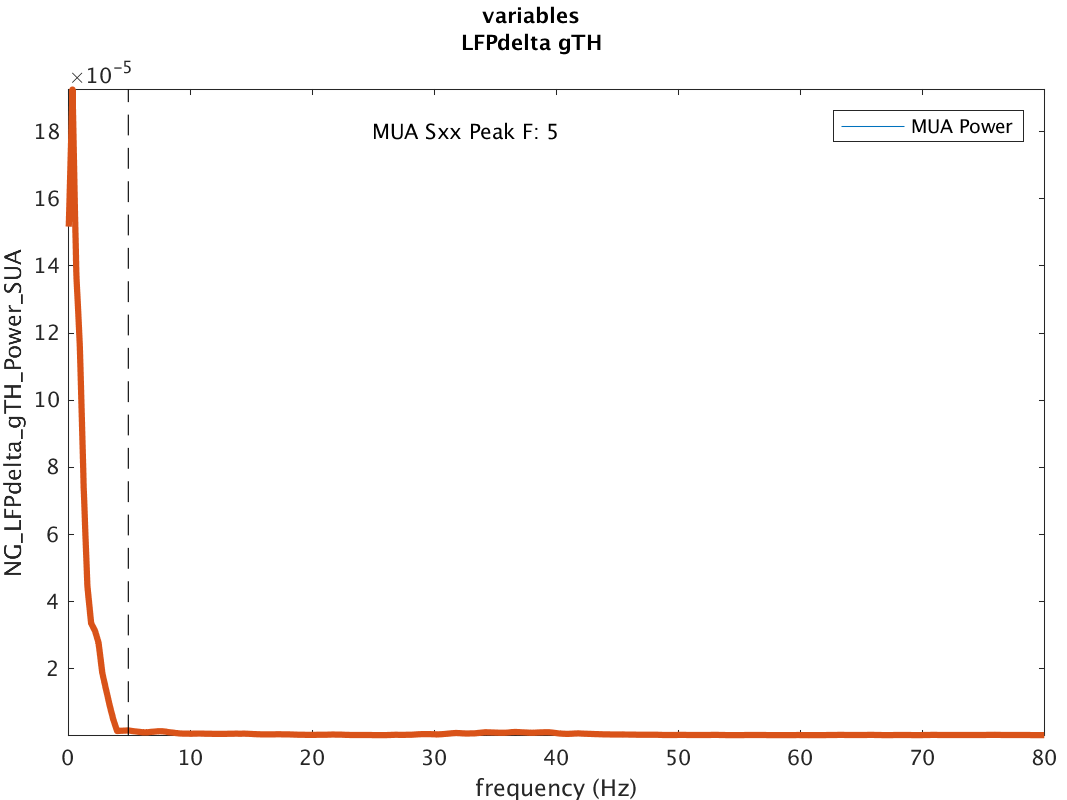 variables
LFPdelta gTH
×10⁻⁵
MUA Sxx Peak F: 5
MUA Power
NG_LFPdelta_gTH_Power_SUA
18
16
14
12
10
8
6
4
2
0 10 20 30 40 50 60 70 80
frequency (Hz)